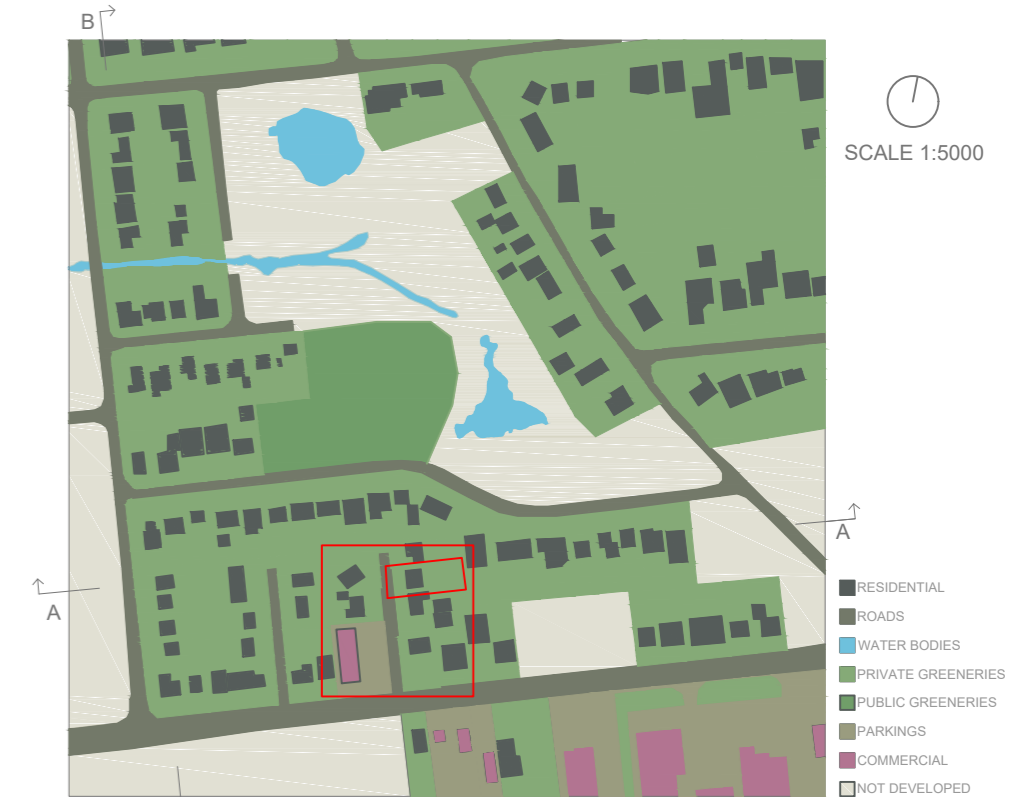 B
SCALE 1:5000
A
A
RESIDENTIAL
ROADS
WATER BODIES
PRIVATE GREENERIES
PUBLIC GREENERIES
PARKINGS
COMMERCIAL
NOT DEVELOPED